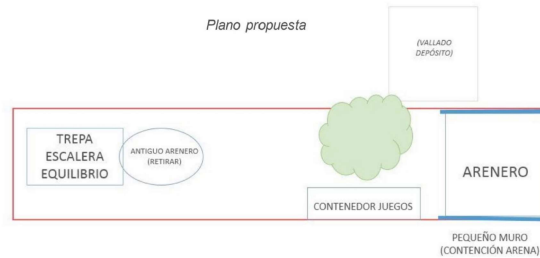 Plano propuesta
(VALLADO
DEPÓSITO)
TREPA
ESCALERA
EQUILIBRIO
ANTIGUO ARENERO
(RETIRAR)
CONTENEDOR JUEGOS
ARENERO
PEQUEÑO MURO
(CONTENCIÓN ARENA)